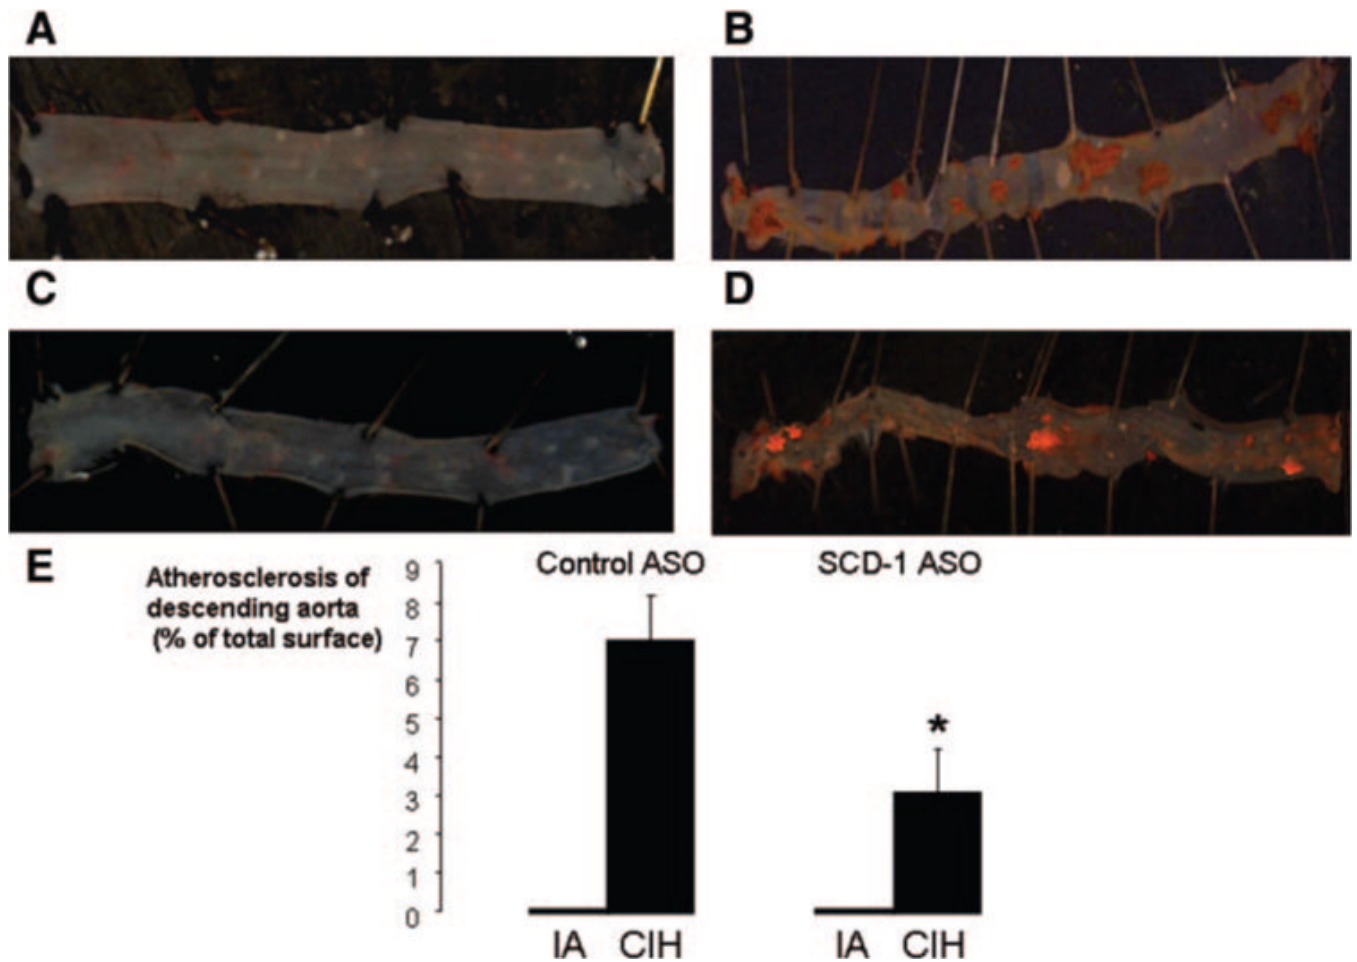 A
B
C
D
E
Atherosclerosis of
descending aorta
(% of total surface)
9
8
7
6
5
4
3
2
1
0
Control ASO
SCD-1 ASO
*
IA CIH
IA CIH